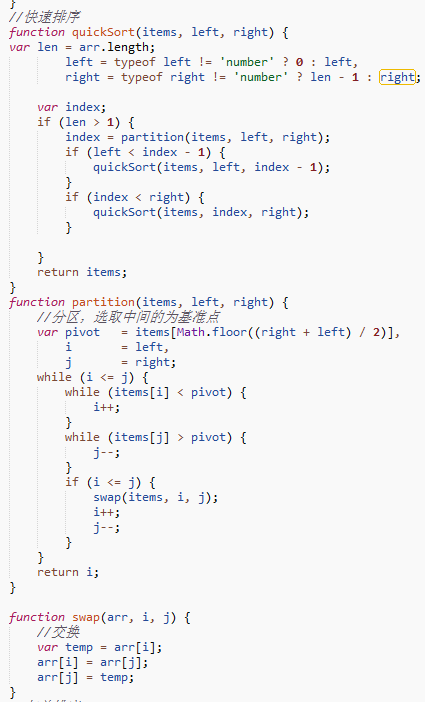 }
//快速排序
function quickSort(items, left, right) {
var len = arr.length;
        left = typeof left != 'number' ? 0 : left,
        right = typeof right != 'number' ? len - 1 : right;

    var index;
    if (len > 1) {
        index = partition(items, left, right);
        if (left < index - 1) {
            quickSort(items, left, index - 1);
        }
        if (index < right) {
            quickSort(items, index, right);
        }

    }
    return items;
}
function partition(items, left, right) {
    //分区，选取中间的为基准点
    var pivot   = items[Math.floor((right + left) / 2)],
        i       = left,
        j       = right;
    while (i <= j) {
        while (items[i] < pivot) {
            i++;
        }
        while (items[j] > pivot) {
            j--;
        }
        if (i <= j) {
            swap(items, i, j);
            i++;
            j--;
        }
    }
    return i;
}

function swap(arr, i, j) {
    //交换
    var temp = arr[i];
    arr[i] = arr[j];
    arr[j] = temp;
}